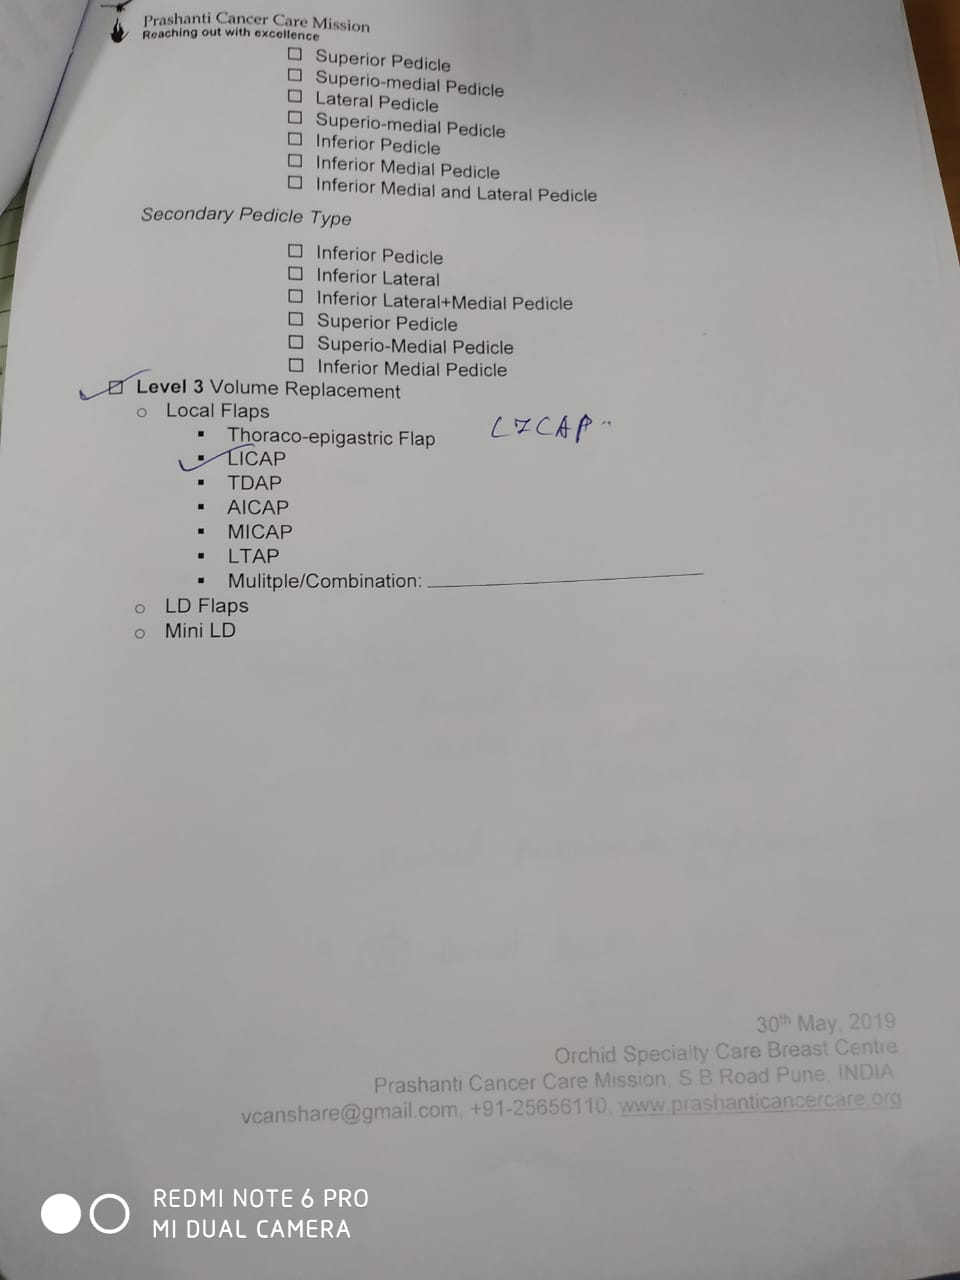 Prashanti Cancer Care Mission
Reaching out with excellence
☐ Superior Pedicle
☐ Superio-medial Pedicle
☐ Lateral Pedicle
☐ Superio-medial Pedicle
☐ Inferior Pedicle
☐ Inferior Medial Pedicle
☐ Inferior Medial and Lateral Pedicle
Secondary Pedicle Type
☐ Inferior Pedicle
☐ Inferior Lateral
☐ Inferior Lateral+Medial Pedicle
☐ Superior Pedicle
☐ Superio-Medial Pedicle
☐ Inferior Medial Pedicle
☐ Level 3 Volume Replacement
○ Local Flaps
▪ Thoraco-epigastric Flap LICAP
▪ LICAP
▪ TDAP
▪ AICAP
▪ MICAP
▪ LTAP
▪ Mulitple/Combination:
○ LD Flaps
○ Mini LD
30th May, 2019
Orchid Specialty Care Breast Centre
Prashanti Cancer Care Mission, S B Road Pune, INDIA
vcanshare@gmail.com, +91-25656110, www.prashanticancercare.org
REDMI NOTE 6 PRO
MI DUAL CAMERA